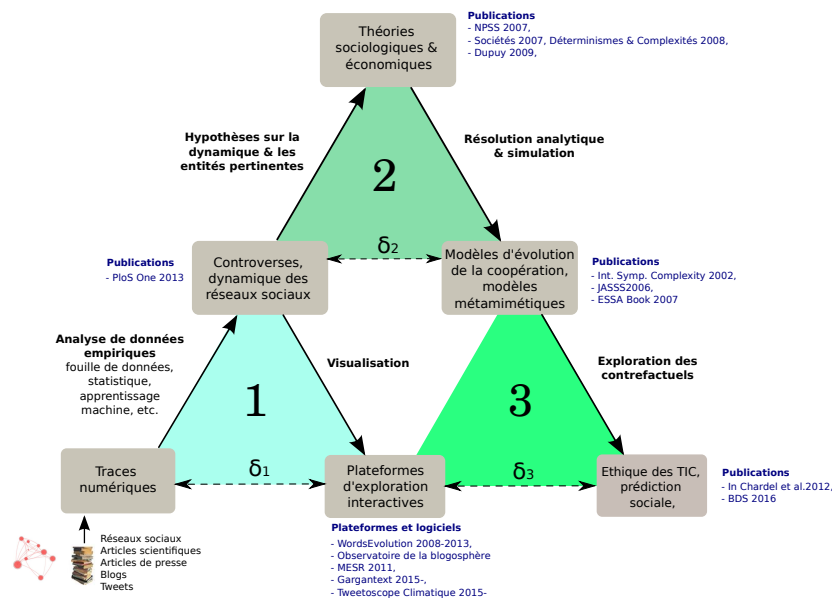 Théories
sociologiques &
économiques
Publications
- NPSS 2007,
- Sociétés 2007, Déterminismes & Complexités 2008,
- Dupuy 2009,
Hypothèses sur la
dynamique & les
entités pertinentes
2
Résolution analytique
& simulation
Publications
- PloS One 2013
Controverses,
dynamique des
réseaux sociaux
δ2
Modèles d'évolution
de la coopération,
modèles
métamimétiques
Publications
- Int. Symp. Complexity 2002,
- JASSS2006,
- ESSA Book 2007
Analyse de données
empiriques
fouille de données,
statistique,
apprentissage
machine, etc.
1
Visualisation
3
Exploration des
contrefactuels
Traces
numériques
δ1
Plateformes
d'exploration
interactives
δ3
Ethique des TIC,
prédiction
sociale,
Publications
- In Chardel et al.2012,
- BDS 2016
Réseaux sociaux
Articles scientifiques
Articles de presse
Blogs
Tweets
Plateformes et logiciels
- WordsEvolution 2008-2013,
- Observatoire de la blogosphère
- MESR 2011,
- Gargantext 2015-,
- Tweetoscope Climatique 2015-